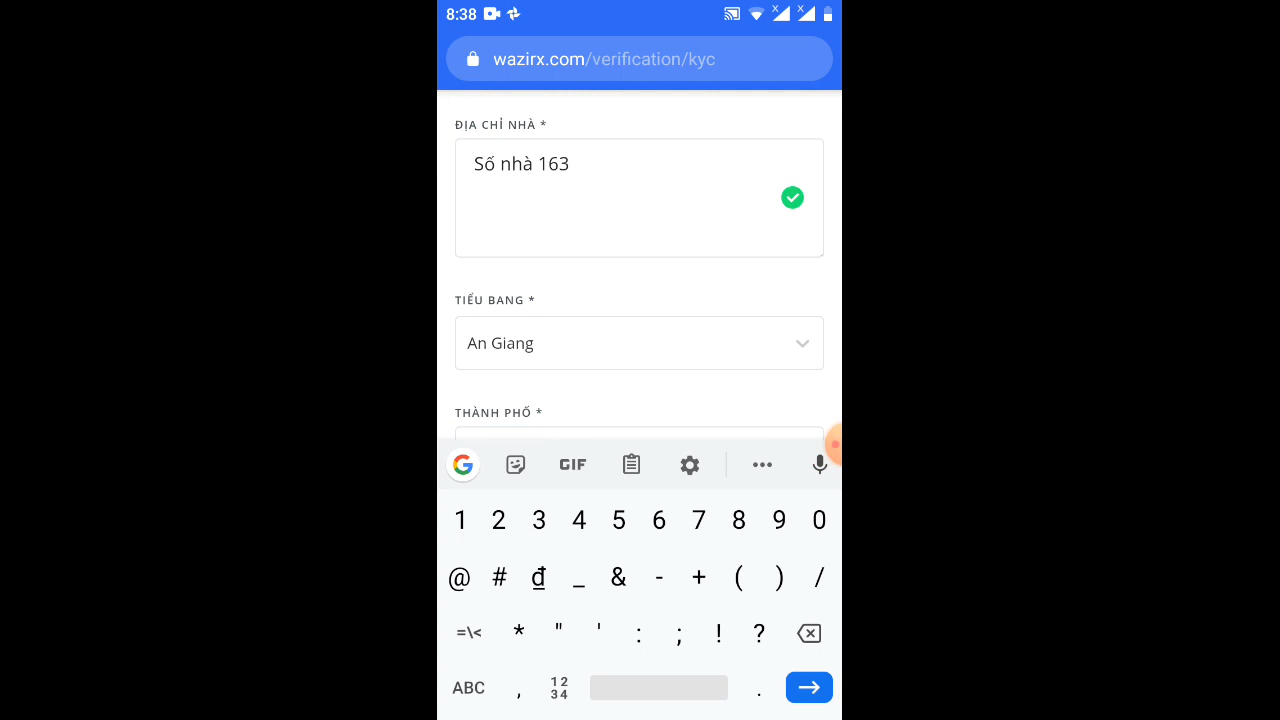 8:38
wazirx.com/verification/kyc
ĐỊA CHỈ NHÀ *
Số nhà 163
TIỂU BANG *
An Giang
THÀNH PHỐ *
GIF
1 2 3 4 5 6 7 8 9 0
@ # ₫ _ & - + ( ) /
=\< * " ' : ; ! ?
ABC , 12 34 .